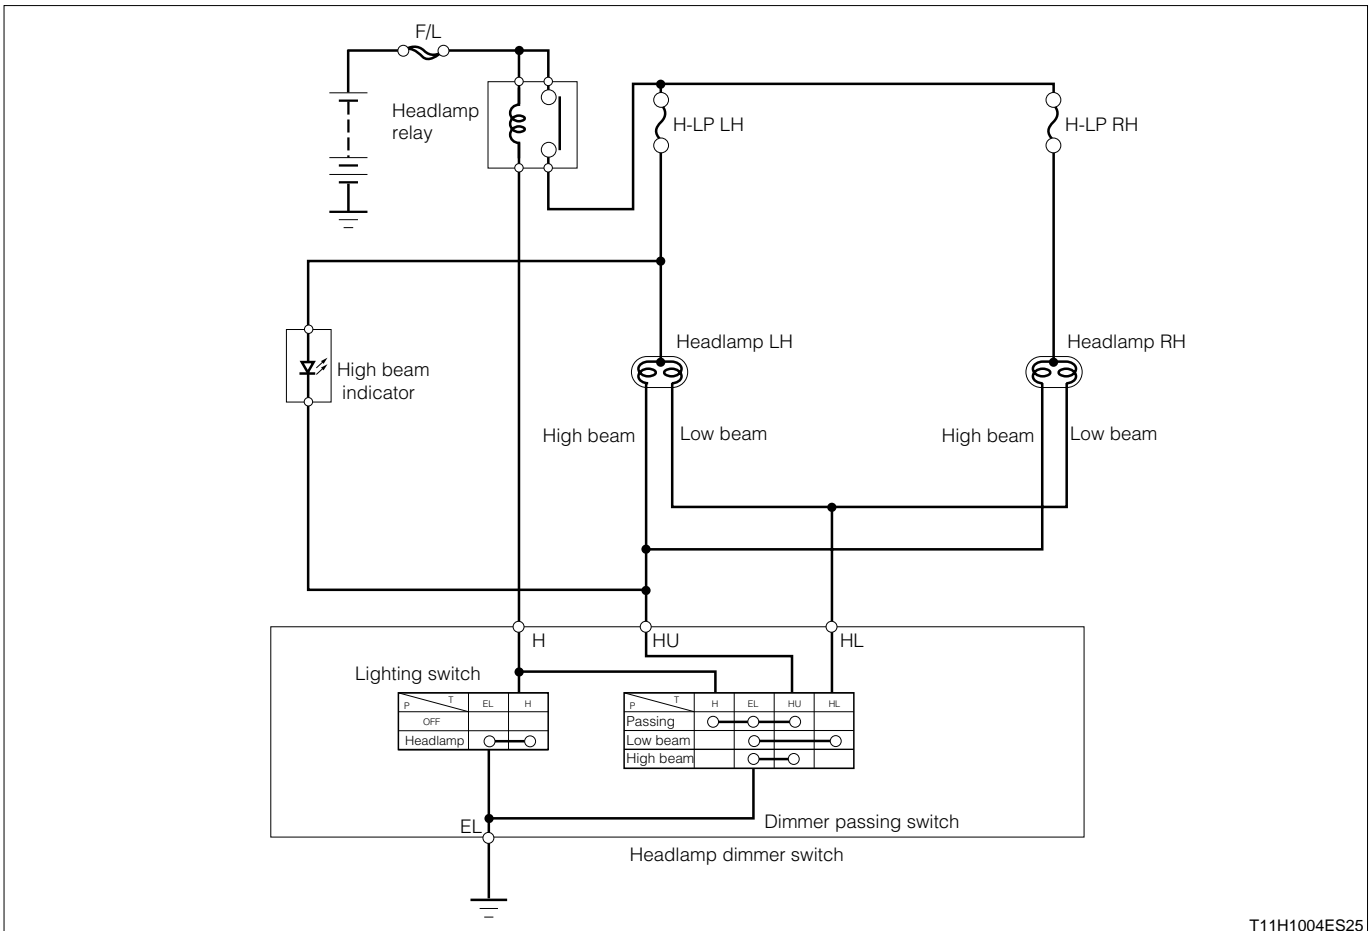 F/L
Headlamp
relay
H-LP LH
H-LP RH
Headlamp LH
Headlamp RH
High beam
indicator
High beam
Low beam
High beam
Low beam
H
HU
HL
Lighting switch
P T EL H
OFF
Headlamp
P T H EL HU HL
Passing
Low beam
High beam
EL
Dimmer passing switch
Headlamp dimmer switch
T11H1004ES25